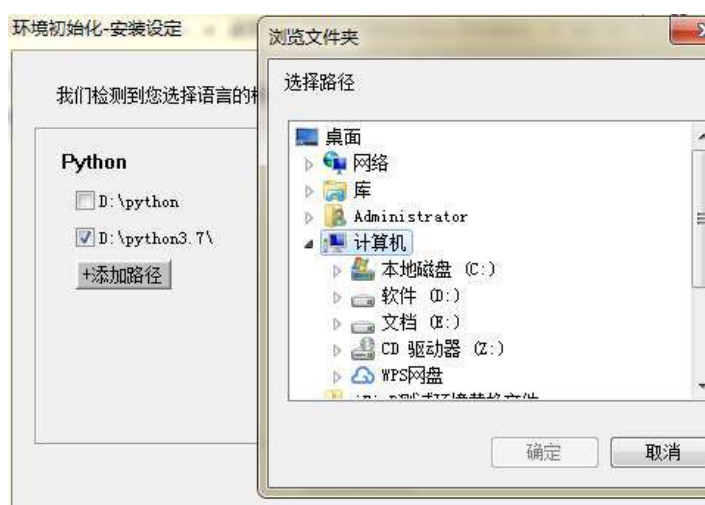 环境初始化-安装设定
我们检测到您选择语言的
Python
D:\python
D:\python3.7\
+添加路径
浏览文件夹
选择路径
桌面
网络
库
Administrator
计算机
本地磁盘 (C:)
软件 (D:)
文档 (E:)
CD 驱动器 (Z:)
WPS网盘
确定
取消